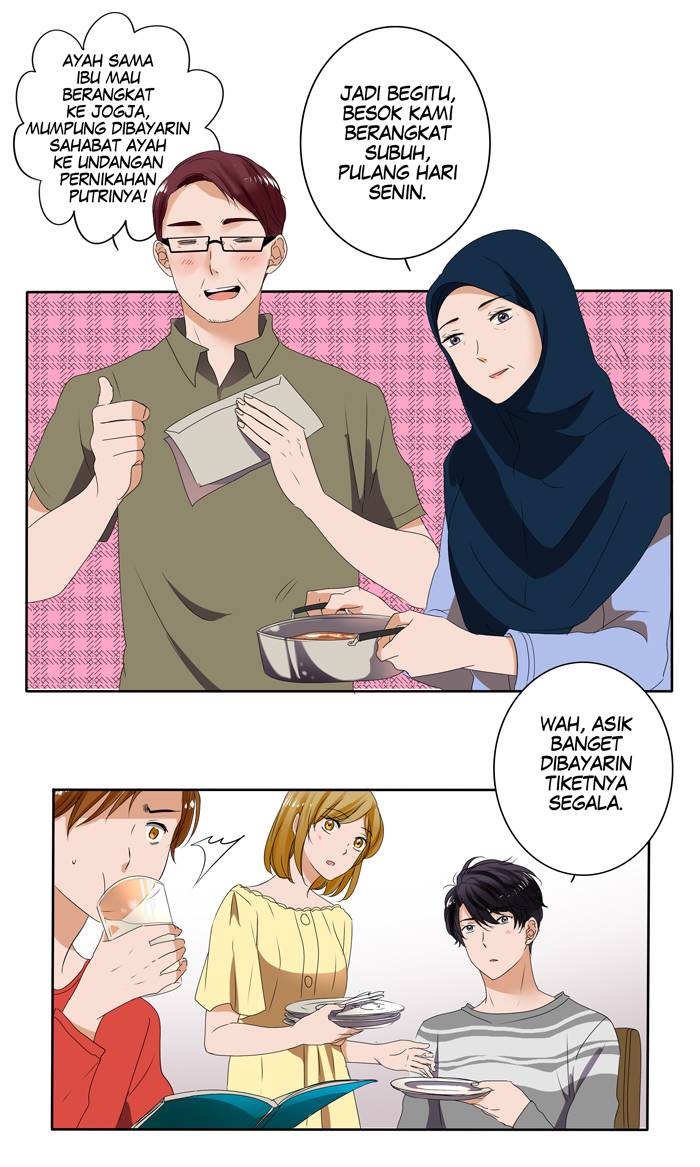 AYAH SAMA
IBU MAU
BERANGKAT
KE JOGJA,
MUMPUNG DIBAYARIN
SAHABAT AYAH
KE UNDANGAN
PERNIKAHAN
PUTRINYA!
JADI BEGITU,
BESOK KAMI
BERANGKAT
SUBUH,
PULANG HARI
SENIN.
WAH, ASIK
BANGET
DIBAYARIN
TIKETNYA
SEGALA.